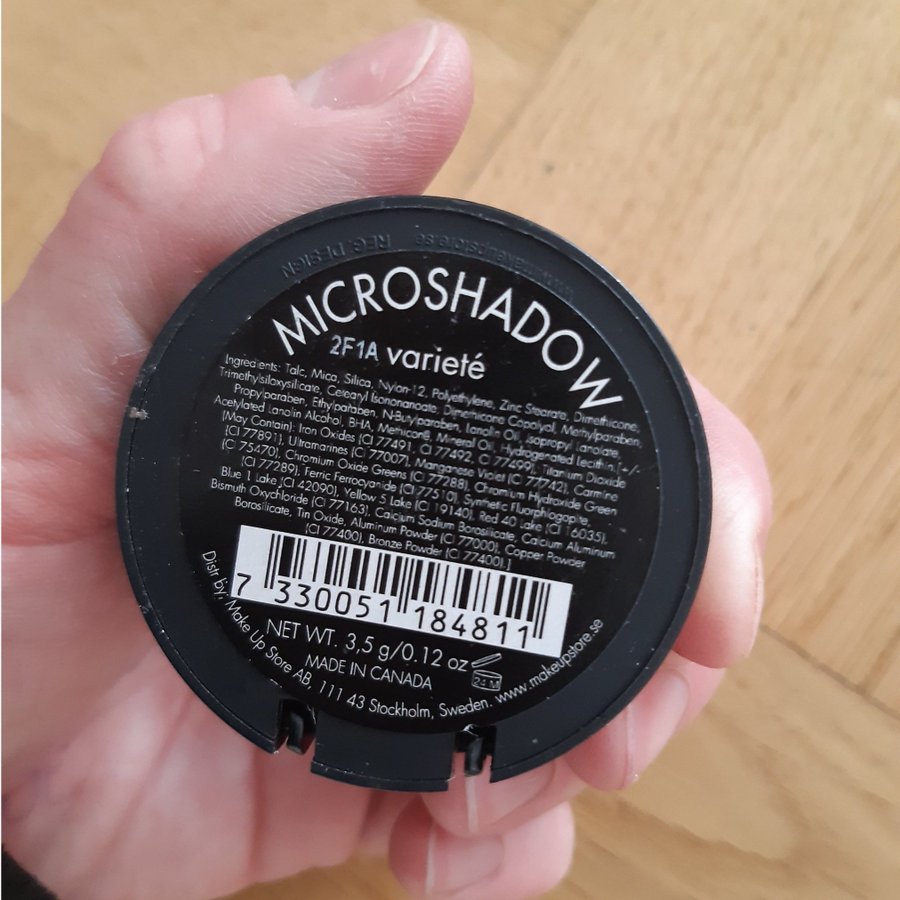 REG. DESIGN www.makeupstore.se
MICROSHADOW
2F1A varieté
Ingredients: Talc, Mica, Silica, Nylon-12, Polyethylene, Zinc Stearate, Dimethicone,
Trimethylsiloxysilicate, Cetearyl Isononanoate, Dimethicone Copolyol, Methylparaben,
Propylparaben, Ethylparaben, N-Butylparaben, Lanolin Oil, Isopropyl Lanolate,
Acetylated Lanolin Alcohol, BHA, Methicone, Mineral Oil, Hydrogenated Lecithin.[+/-
(May Contain): Iron Oxides (CI 77491, CI 77492, CI 77499), Titanium Dioxide
(CI 77891), Ultramarines (CI 77007), Manganese Violet (CI 77742), Carmine
(CI 75470), Chromium Oxide Greens (CI 77288), Chromium Hydroxide Green
(CI 77289), Ferric Ferrocyanide (CI 77510), Synthetic Fluorphlogopite,
Blue 1 Lake (CI 42090), Yellow 5 Lake (CI 19140), Red 40 Lake (CI 16035),
Bismuth Oxychloride (CI 77163), Calcium Sodium Borosilicate, Calcium Aluminum
Borosilicate, Tin Oxide, Aluminum Powder (CI 77000), Copper Powder
(CI 77400), Bronze Powder (CI 77400).]
7 330051 184811
NET WT. 3,5 g/0.12 oz
24 M
MADE IN CANADA
Distr by: Make Up Store AB, 111 43 Stockholm, Sweden. www.makeupstore.se